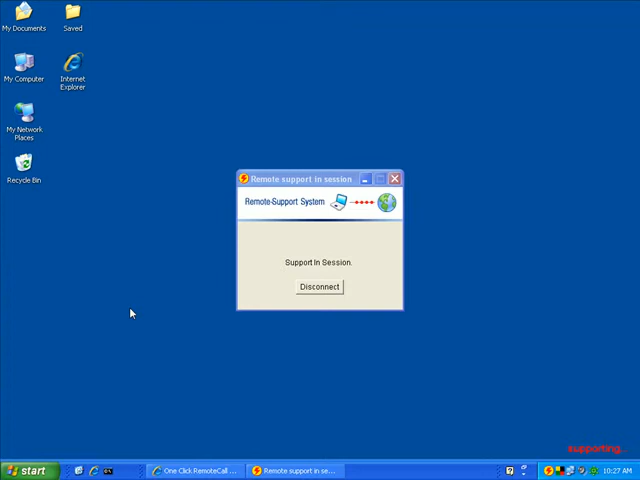 My Documents
Saved
My Computer
Internet
Explorer
My Network
Places
Recycle Bin
Remote support in session
Remote-Support System
Support In Session.
Disconnect
supporting...
start
One Click RemoteCall ...
Remote support in se...
10:27 AM